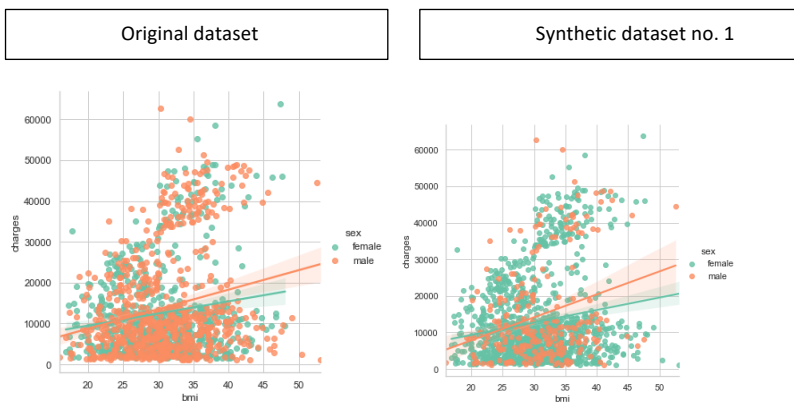 Original dataset
Synthetic dataset no. 1
60000
50000
40000
30000
20000
10000
0
charges
20 25 30 35 40 45 50
bmi
sex
female
male
60000
50000
40000
30000
20000
10000
0
charges
20 25 30 35 40 45 50
bmi
sex
female
male